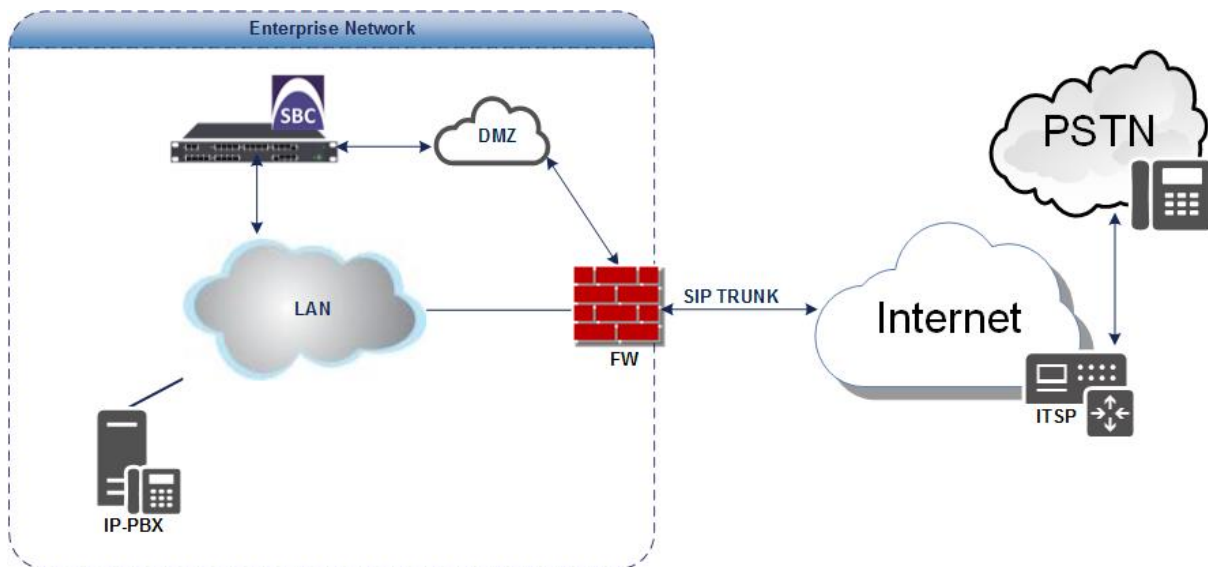 Enterprise Network
SBC
DMZ
PSTN
LAN
SIP TRUNK
Internet
FW
ITSP
IP-PBX